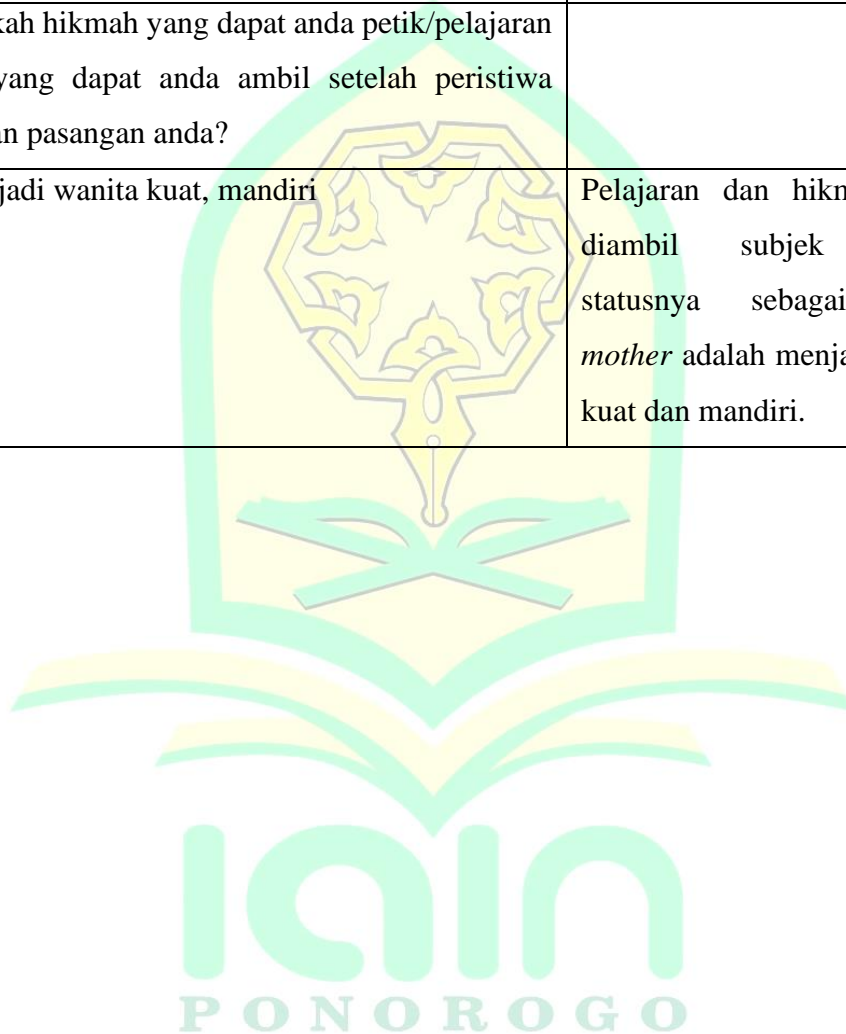 kah hikmah yang dapat anda petik/pelajaran
yang dapat anda ambil setelah peristiwa
an pasangan anda?
jadi wanita kuat, mandiri
Pelajaran dan hikm
diambil subjek
statusnya sebagai
mother adalah menja
kuat dan mandiri.
iain
PONOROGO